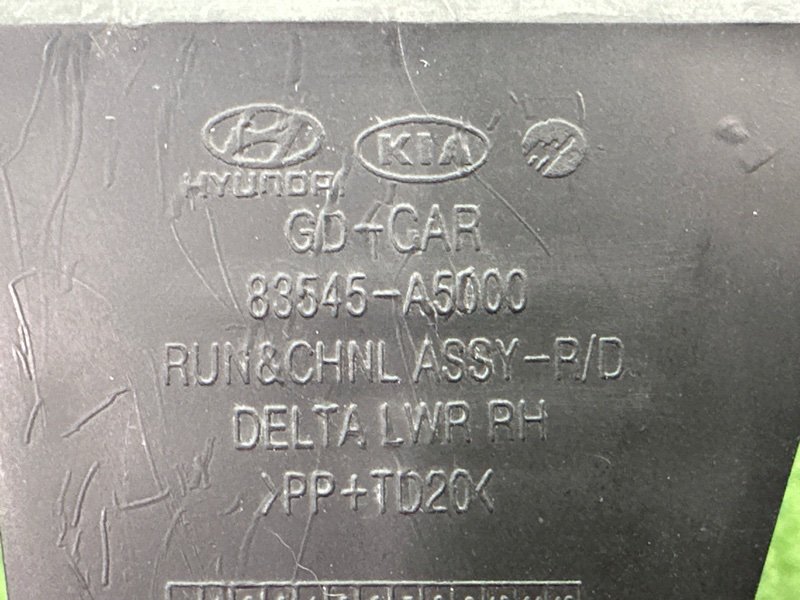 KIA
HYUNDAI
GD-CAR
83545-A5000
RUN&CHNL ASSY-R/D
DELTA LWR RH
>PP+TD20<